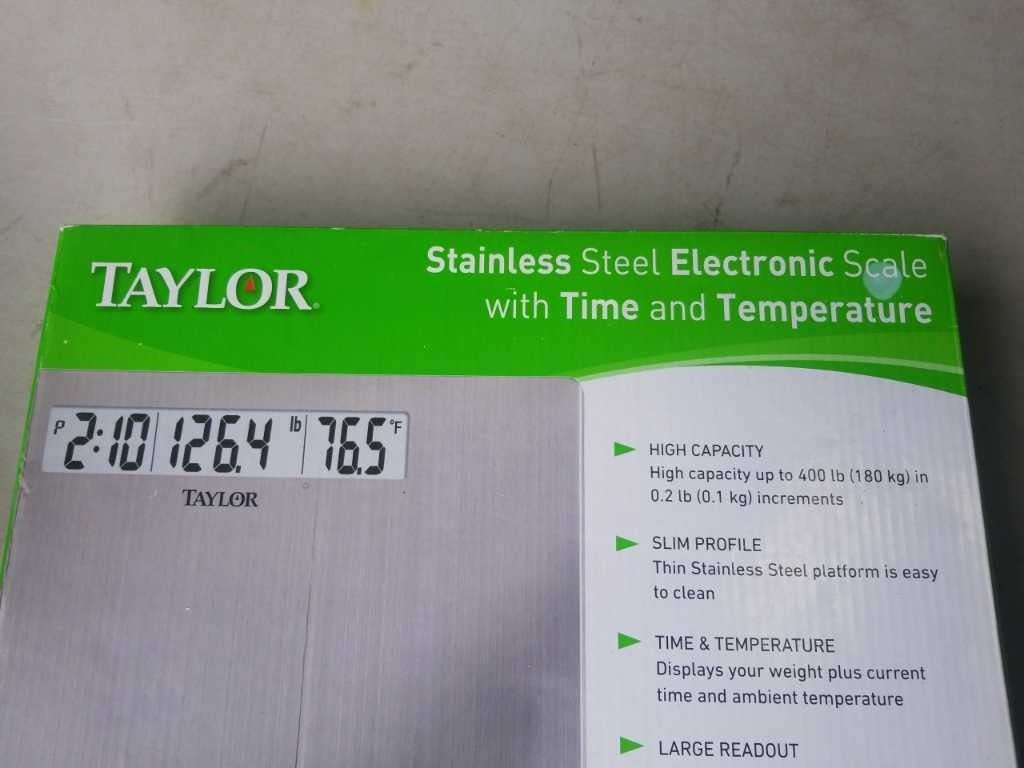 TAYLOR
Stainless Steel Electronic Scale
with Time and Temperature
P 2:10 126.4 lb 76.5 °F
TAYLOR
HIGH CAPACITY
High capacity up to 400 lb (180 kg) in
0.2 lb (0.1 kg) increments
SLIM PROFILE
Thin Stainless Steel platform is easy
to clean
TIME & TEMPERATURE
Displays your weight plus current
time and ambient temperature
LARGE READOUT